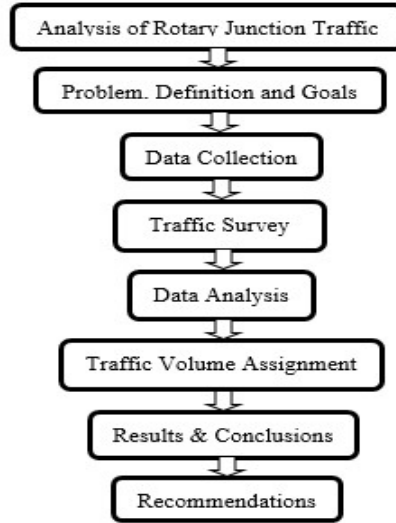 Analysis of Rotary Junction Traffic
Problem. Definition and Goals
Data Collection
Traffic Survey
Data Analysis
Traffic Volume Assignment
Results & Conclusions
Recommendations